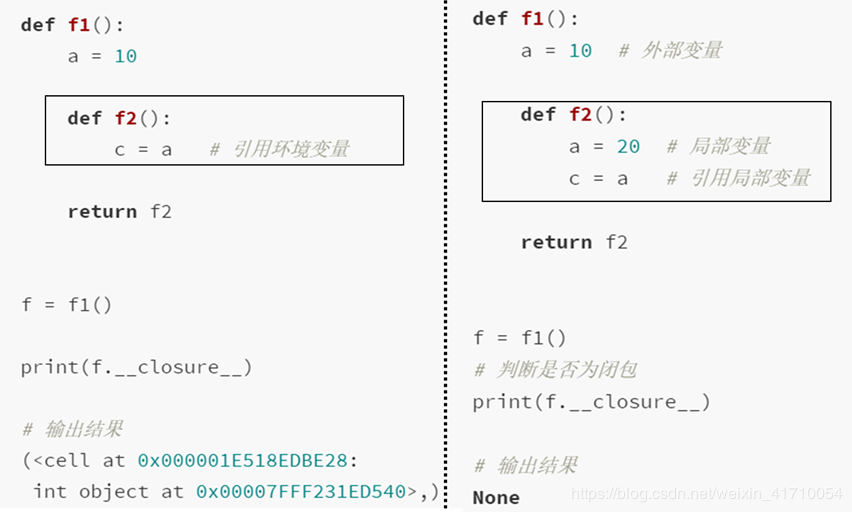 def f1():
    a = 10
    def f2():
        c = a   # 引用环境变量
    return f2
f = f1()
print(f.__closure__)
# 输出结果
(<cell at 0x000001E518EDBE28:
 int object at 0x00007FFF231ED540>,)
def f1():
    a = 10  # 外部变量
    def f2():
        a = 20  # 局部变量
        c = a   # 引用局部变量
    return f2
f = f1()
# 判断是否为闭包
print(f.__closure__)
# 输出结果
None
https://blog.csdn.net/weixin_41710054